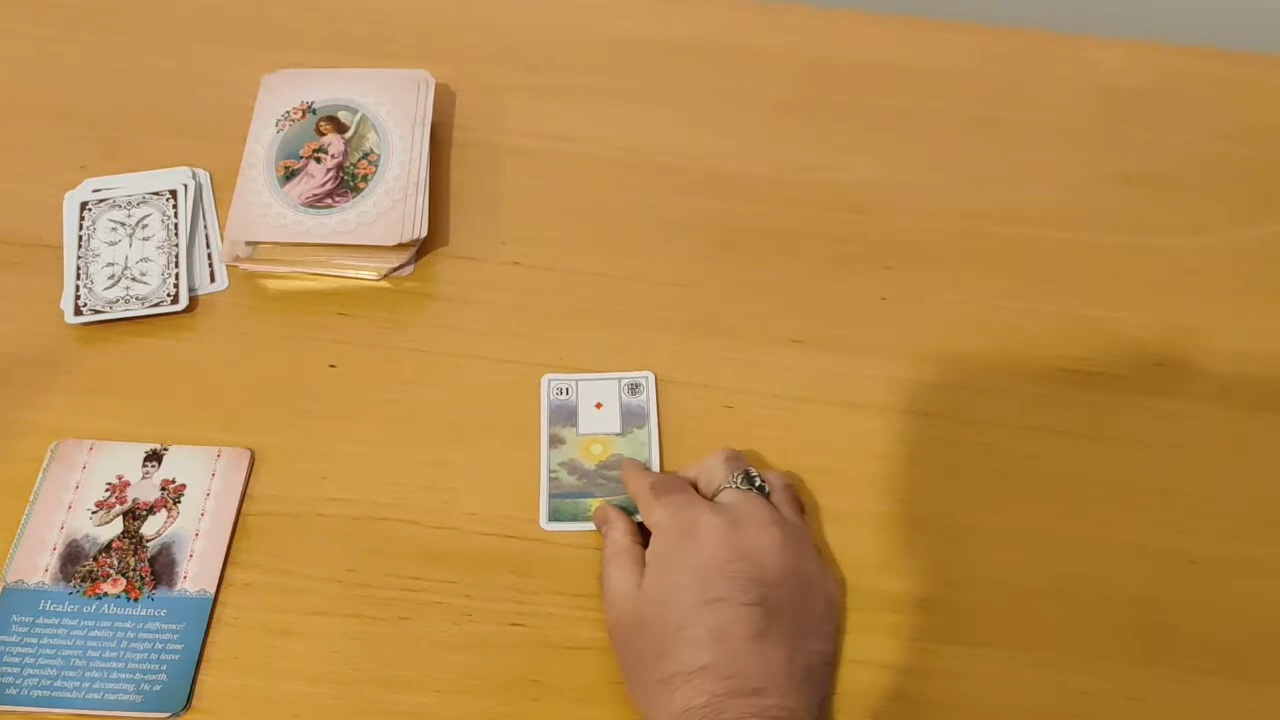 31
Healer of Abundance
Never doubt that you can make a difference!
Your creativity and ability to be innovative
make you destined to succeed. It might be time
to expand your career, but don't forget to leave
time for family. This situation involves a
person (possibly you!) who's down-to-earth,
with a gift for design or decorating. He or
she is open-minded and nurturing.